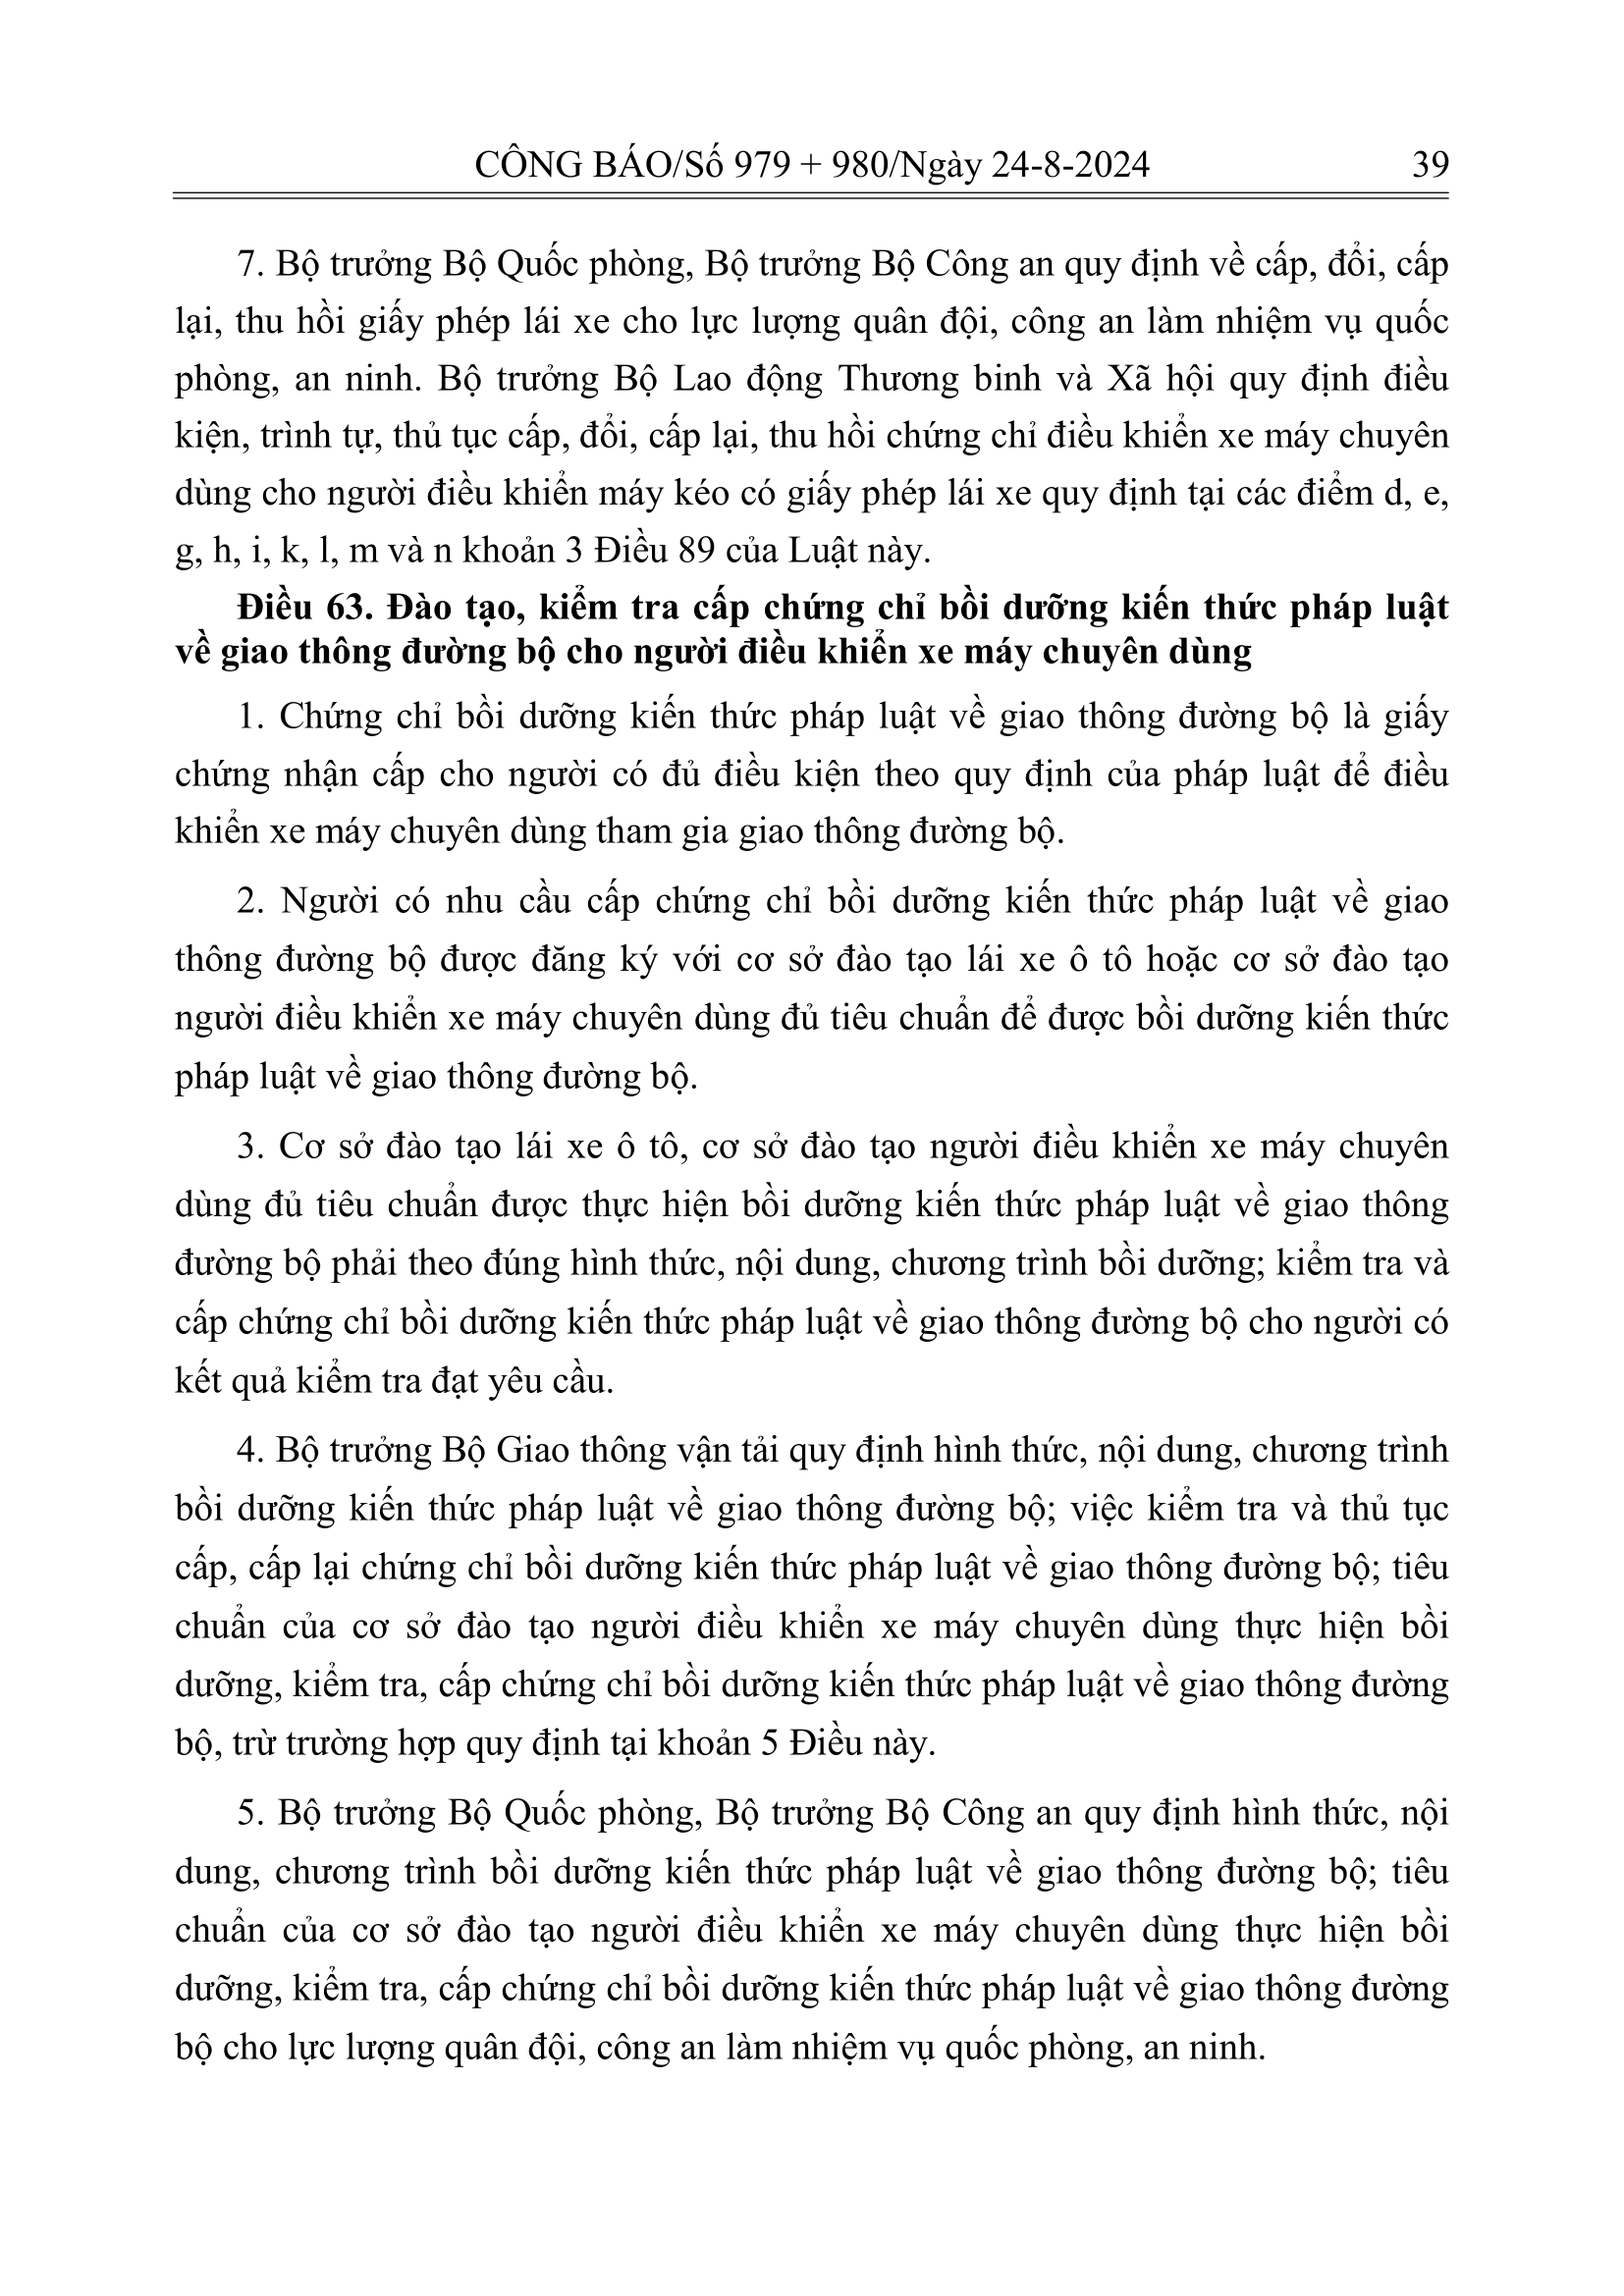 CÔNG BÁO/Số 979 + 980/Ngày 24-8-2024 39
7. Bộ trưởng Bộ Quốc phòng, Bộ trưởng Bộ Công an quy định về cấp, đổi, cấp
lại, thu hồi giấy phép lái xe cho lực lượng quân đội, công an làm nhiệm vụ quốc
phòng, an ninh. Bộ trưởng Bộ Lao động Thương binh và Xã hội quy định điều
kiện, trình tự, thủ tục cấp, đổi, cấp lại, thu hồi chứng chỉ điều khiển xe máy chuyên
dùng cho người điều khiển máy kéo có giấy phép lái xe quy định tại các điểm d, e,
g, h, i, k, l, m và n khoản 3 Điều 89 của Luật này.
Điều 63. Đào tạo, kiểm tra cấp chứng chỉ bồi dưỡng kiến thức pháp luật
về giao thông đường bộ cho người điều khiển xe máy chuyên dùng
1. Chứng chỉ bồi dưỡng kiến thức pháp luật về giao thông đường bộ là giấy
chứng nhận cấp cho người có đủ điều kiện theo quy định của pháp luật để điều
khiển xe máy chuyên dùng tham gia giao thông đường bộ.
2. Người có nhu cầu cấp chứng chỉ bồi dưỡng kiến thức pháp luật về giao
thông đường bộ được đăng ký với cơ sở đào tạo lái xe ô tô hoặc cơ sở đào tạo
người điều khiển xe máy chuyên dùng đủ tiêu chuẩn để được bồi dưỡng kiến thức
pháp luật về giao thông đường bộ.
3. Cơ sở đào tạo lái xe ô tô, cơ sở đào tạo người điều khiển xe máy chuyên
dùng đủ tiêu chuẩn được thực hiện bồi dưỡng kiến thức pháp luật về giao thông
đường bộ phải theo đúng hình thức, nội dung, chương trình bồi dưỡng; kiểm tra và
cấp chứng chỉ bồi dưỡng kiến thức pháp luật về giao thông đường bộ cho người có
kết quả kiểm tra đạt yêu cầu.
4. Bộ trưởng Bộ Giao thông vận tải quy định hình thức, nội dung, chương trình
bồi dưỡng kiến thức pháp luật về giao thông đường bộ; việc kiểm tra và thủ tục
cấp, cấp lại chứng chỉ bồi dưỡng kiến thức pháp luật về giao thông đường bộ; tiêu
chuẩn của cơ sở đào tạo người điều khiển xe máy chuyên dùng thực hiện bồi
dưỡng, kiểm tra, cấp chứng chỉ bồi dưỡng kiến thức pháp luật về giao thông đường
bộ, trừ trường hợp quy định tại khoản 5 Điều này.
5. Bộ trưởng Bộ Quốc phòng, Bộ trưởng Bộ Công an quy định hình thức, nội
dung, chương trình bồi dưỡng kiến thức pháp luật về giao thông đường bộ; tiêu
chuẩn của cơ sở đào tạo người điều khiển xe máy chuyên dùng thực hiện bồi
dưỡng, kiểm tra, cấp chứng chỉ bồi dưỡng kiến thức pháp luật về giao thông đường
bộ cho lực lượng quân đội, công an làm nhiệm vụ quốc phòng, an ninh.